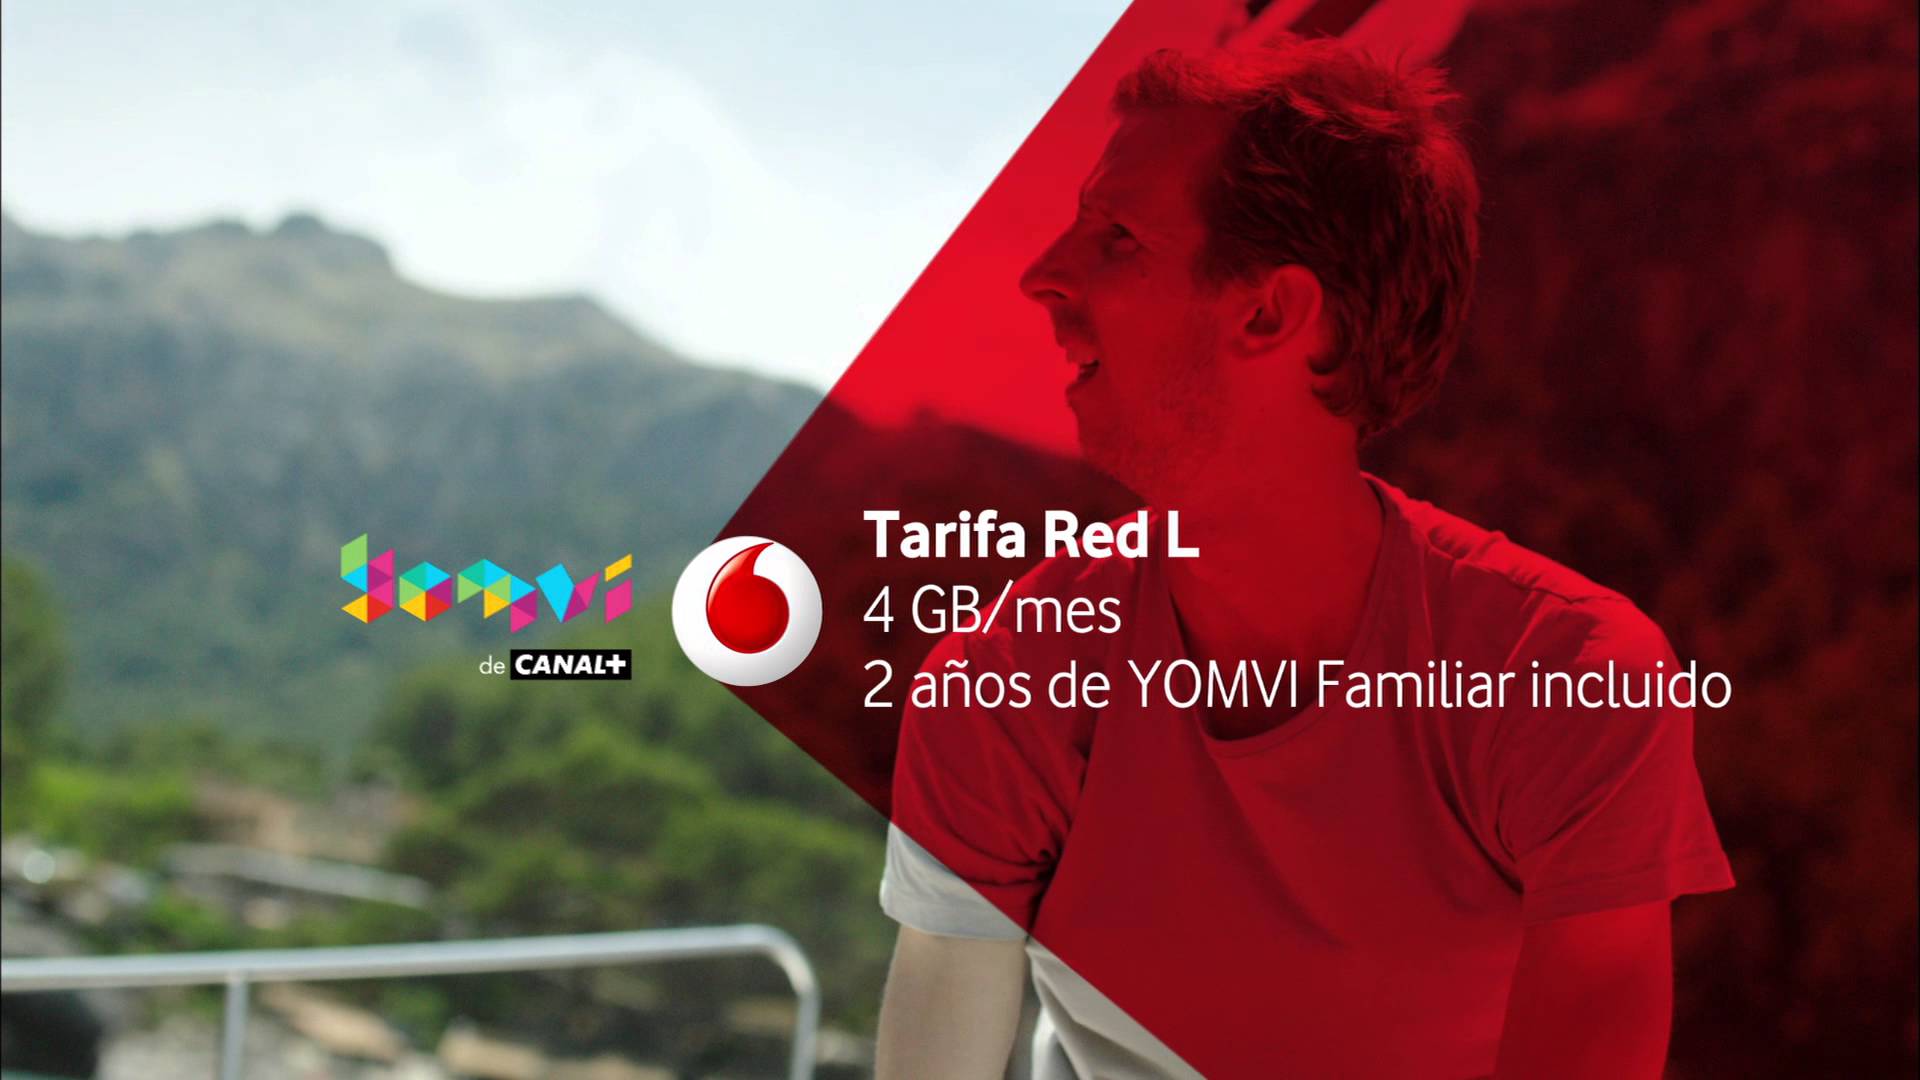 yomvi
de CANAL+
Tarifa Red L
4 GB/mes
2 años de YOMVI Familiar incluido